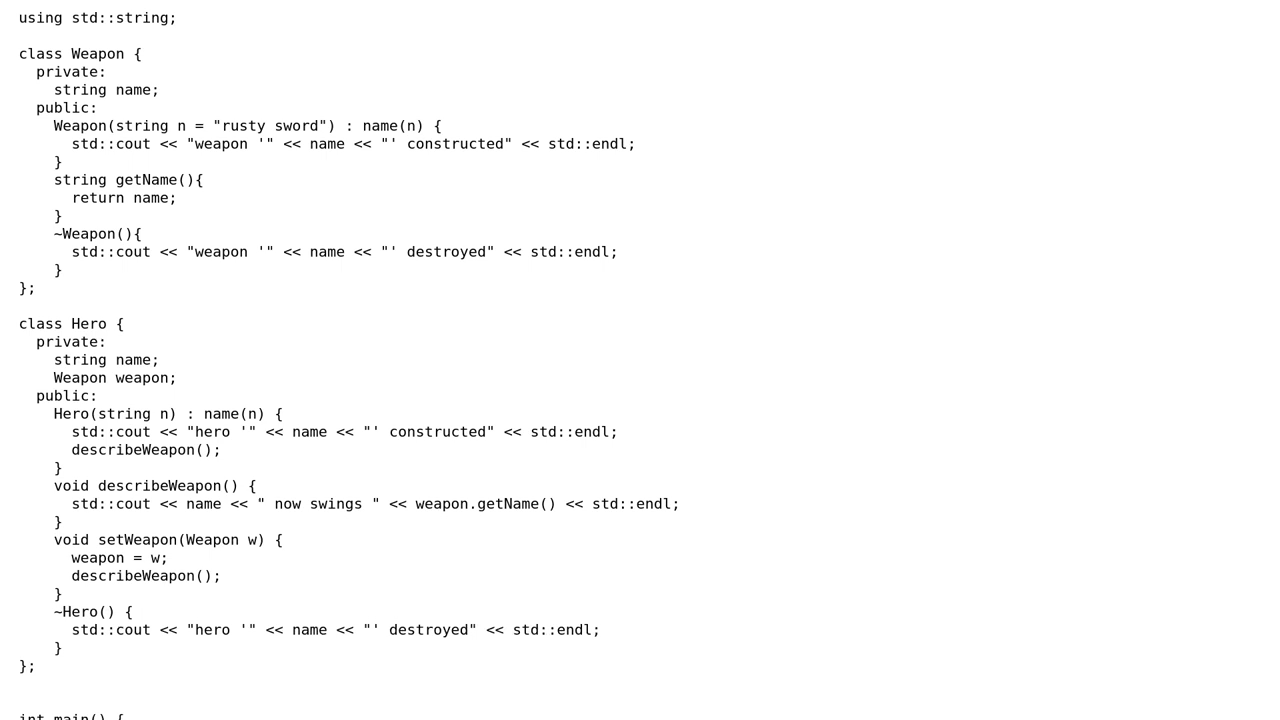 using std::string;

class Weapon {
  private:
    string name;
  public:
    Weapon(string n = "rusty sword") : name(n) {
      std::cout << "weapon '" << name << "' constructed" << std::endl;
    }
    string getName(){
      return name;
    }
    ~Weapon(){
      std::cout << "weapon '" << name << "' destroyed" << std::endl;
    }
};

class Hero {
  private:
    string name;
    Weapon weapon;
  public:
    Hero(string n) : name(n) {
      std::cout << "hero '" << name << "' constructed" << std::endl;
      describeWeapon();
    }
    void describeWeapon() {
      std::cout << name << " now swings " << weapon.getName() << std::endl;
    }
    void setWeapon(Weapon w) {
      weapon = w;
      describeWeapon();
    }
    ~Hero() {
      std::cout << "hero '" << name << "' destroyed" << std::endl;
    }
};


int main() {